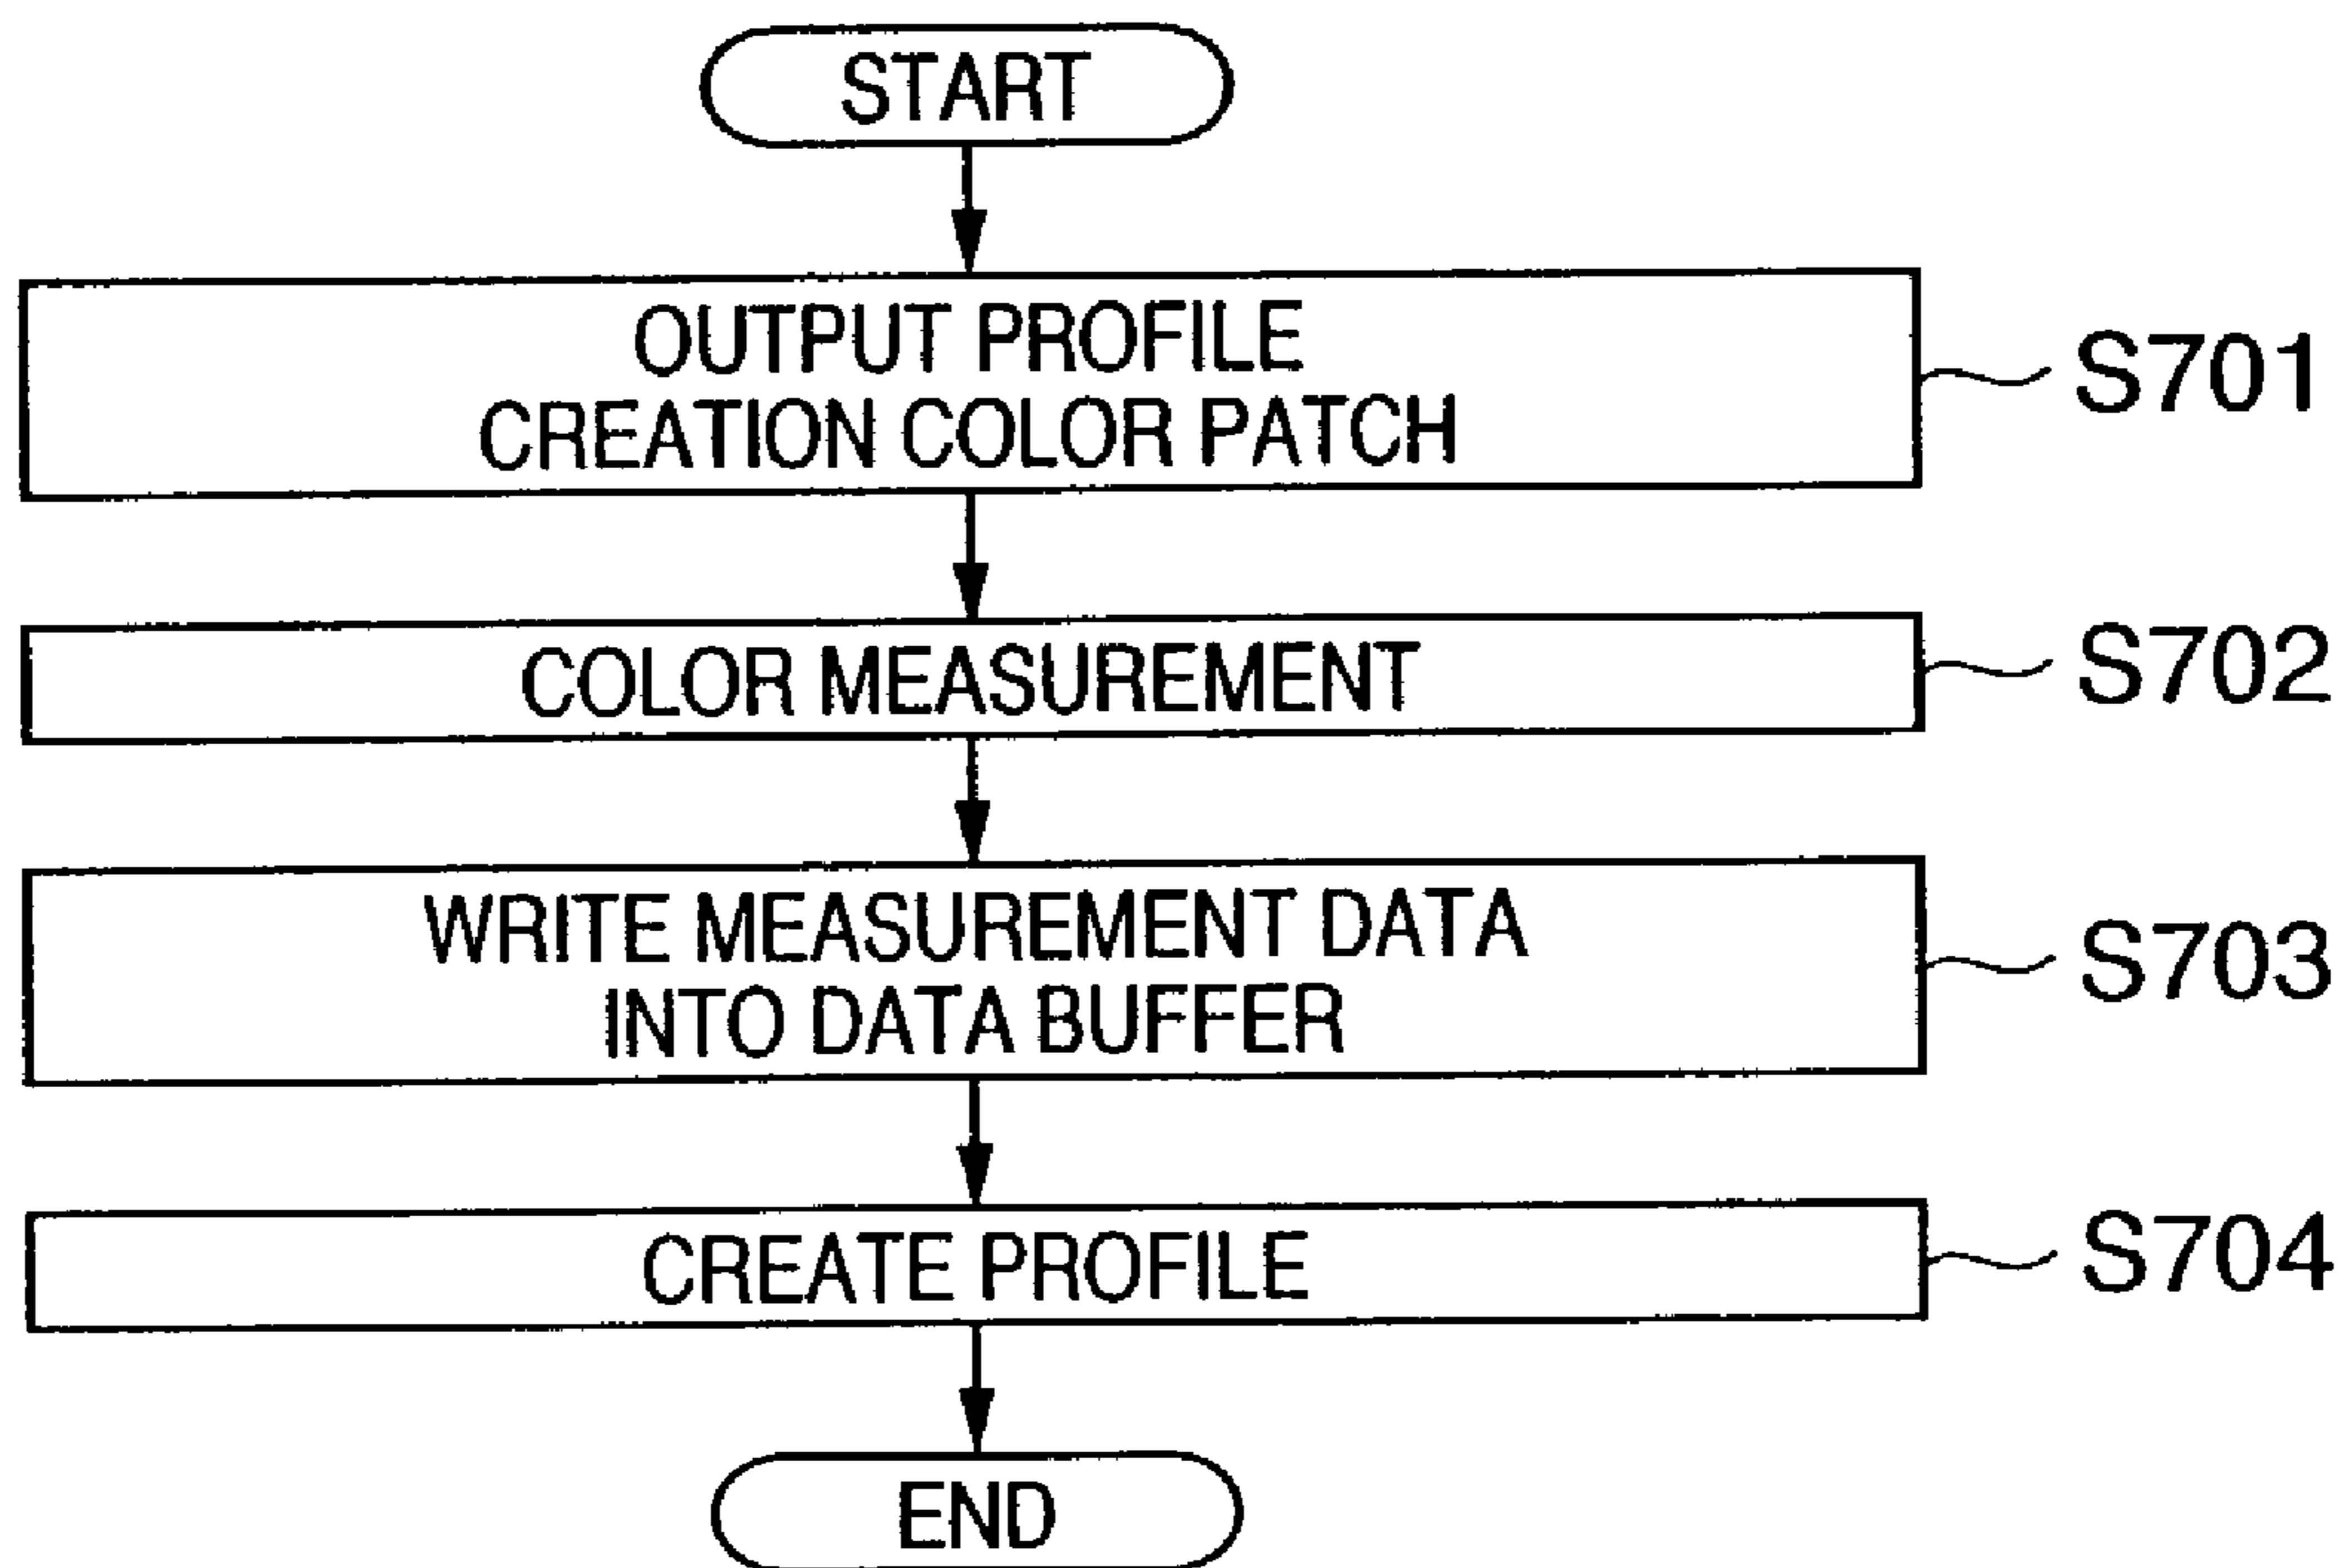 START
OUTPUT PROFILE
CREATION COLOR PATCH
S701
COLOR MEASUREMENT
S702
WRITE MEASUREMENT DATA
INTO DATA BUFFER
S703
CREATE PROFILE
S704
END